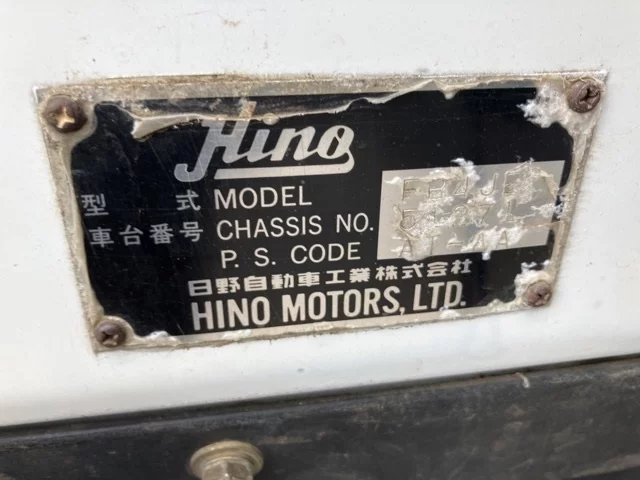 Hino
型式 MODEL
車台番号 CHASSIS NO.
P. S. CODE
日野自動車工業株式会社
HINO MOTORS, LTD.